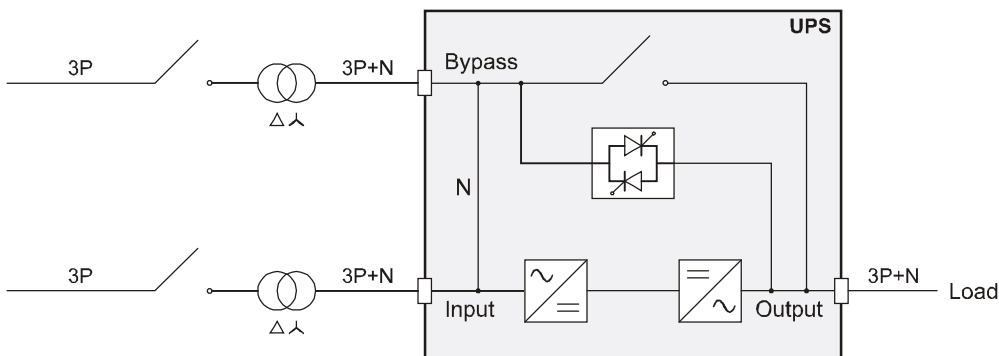 UPS
3P
3P+N
Bypass
N
3P
3P+N
Input
Output
3P+N
Load